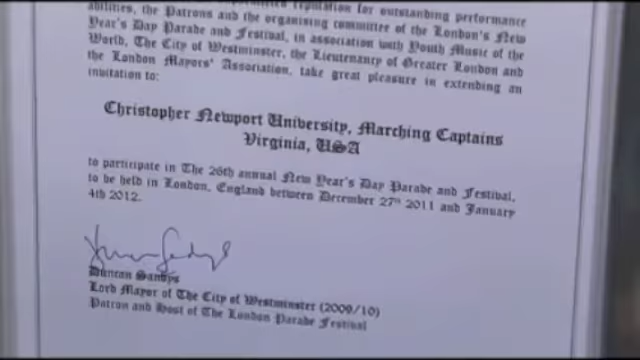 reputation for outstanding performance
abilities, the Patrons and the organising committee of the London's New
Year's Day Parade and Festival, in association with Youth Music of the
World, The City of Westminster, the Lieutenancy of Greater London and
the London Mayors' Association, take great pleasure in extending an
invitation to:
Christopher Newport University, Marching Captains
Virginia, USA
to participate in The 26th annual New Year's Day Parade and Festival,
to be held in London, England between December 27th 2011 and January
4th 2012.
Duncan Sandys
Lord Mayor of The City of Westminster (2009/10)
Patron and Host of The London Parade Festival